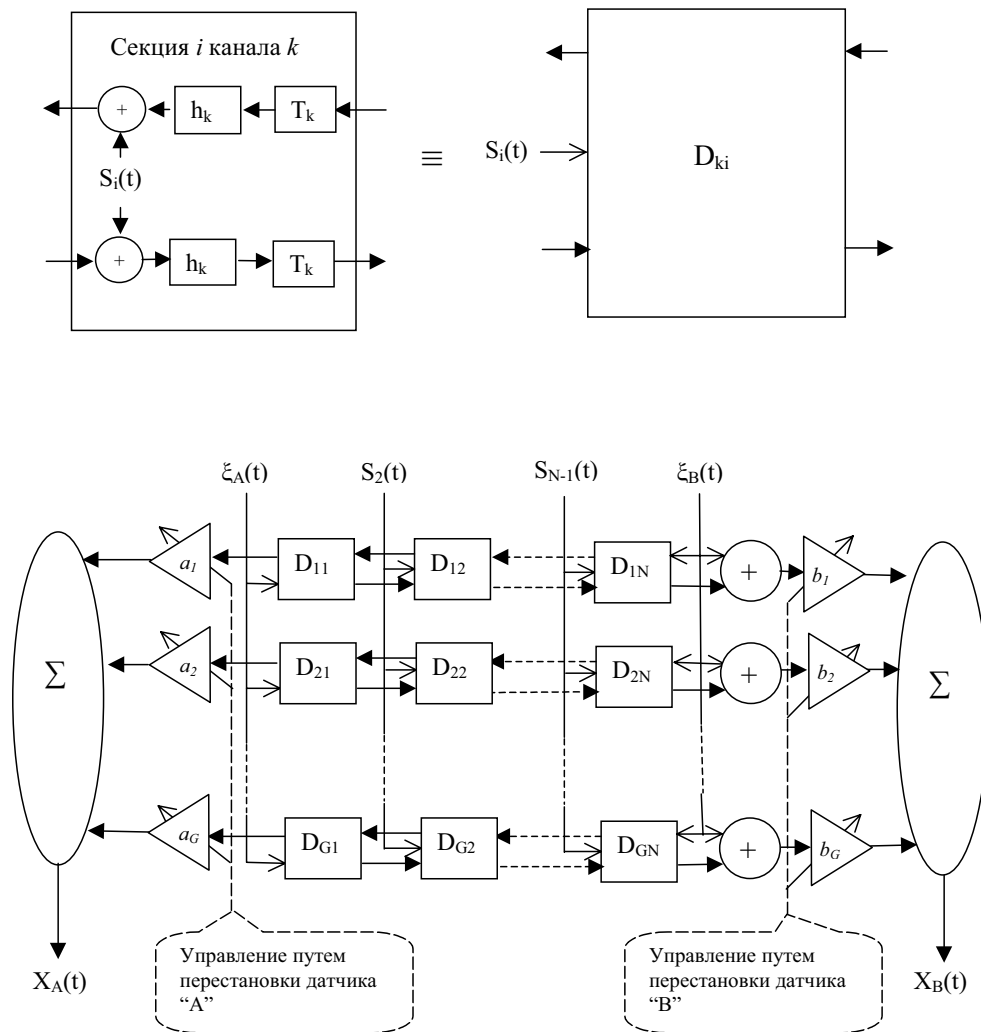 Секция i канала k
+ h_k T_k
S_i(t)
+ h_k T_k
≡
S_i(t) D_ki
ξ_A(t) S_2(t) S_N-1(t) ξ_B(t)
a_1 D_11 D_12 D_1N + b_1
Σ a_2 D_21 D_22 D_2N + b_2 Σ
a_G D_G1 D_G2 D_GN + b_G
X_A(t)
Управление путем
перестановки датчика
“A”
Управление путем
перестановки датчика
“B”
X_B(t)